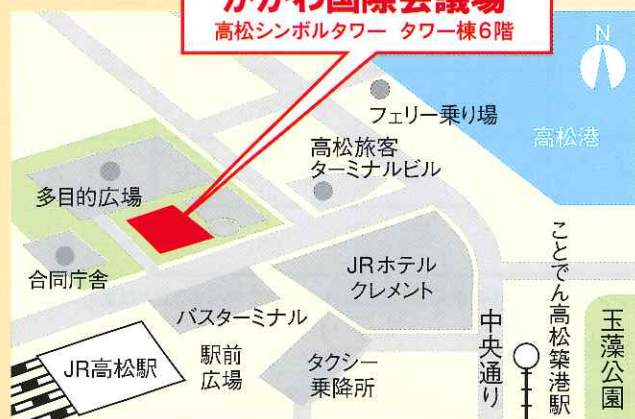 かがわ国際会議場
高松シンボルタワー タワー棟6階
N
フェリー乗り場
高松港
高松旅客
ターミナルビル
多目的広場
合同庁舎
JRホテル
クレメント
バスターミナル
JR高松駅
駅前
広場
タクシー
乗降所
中央通り
ことでん高松築港駅
玉藻公園